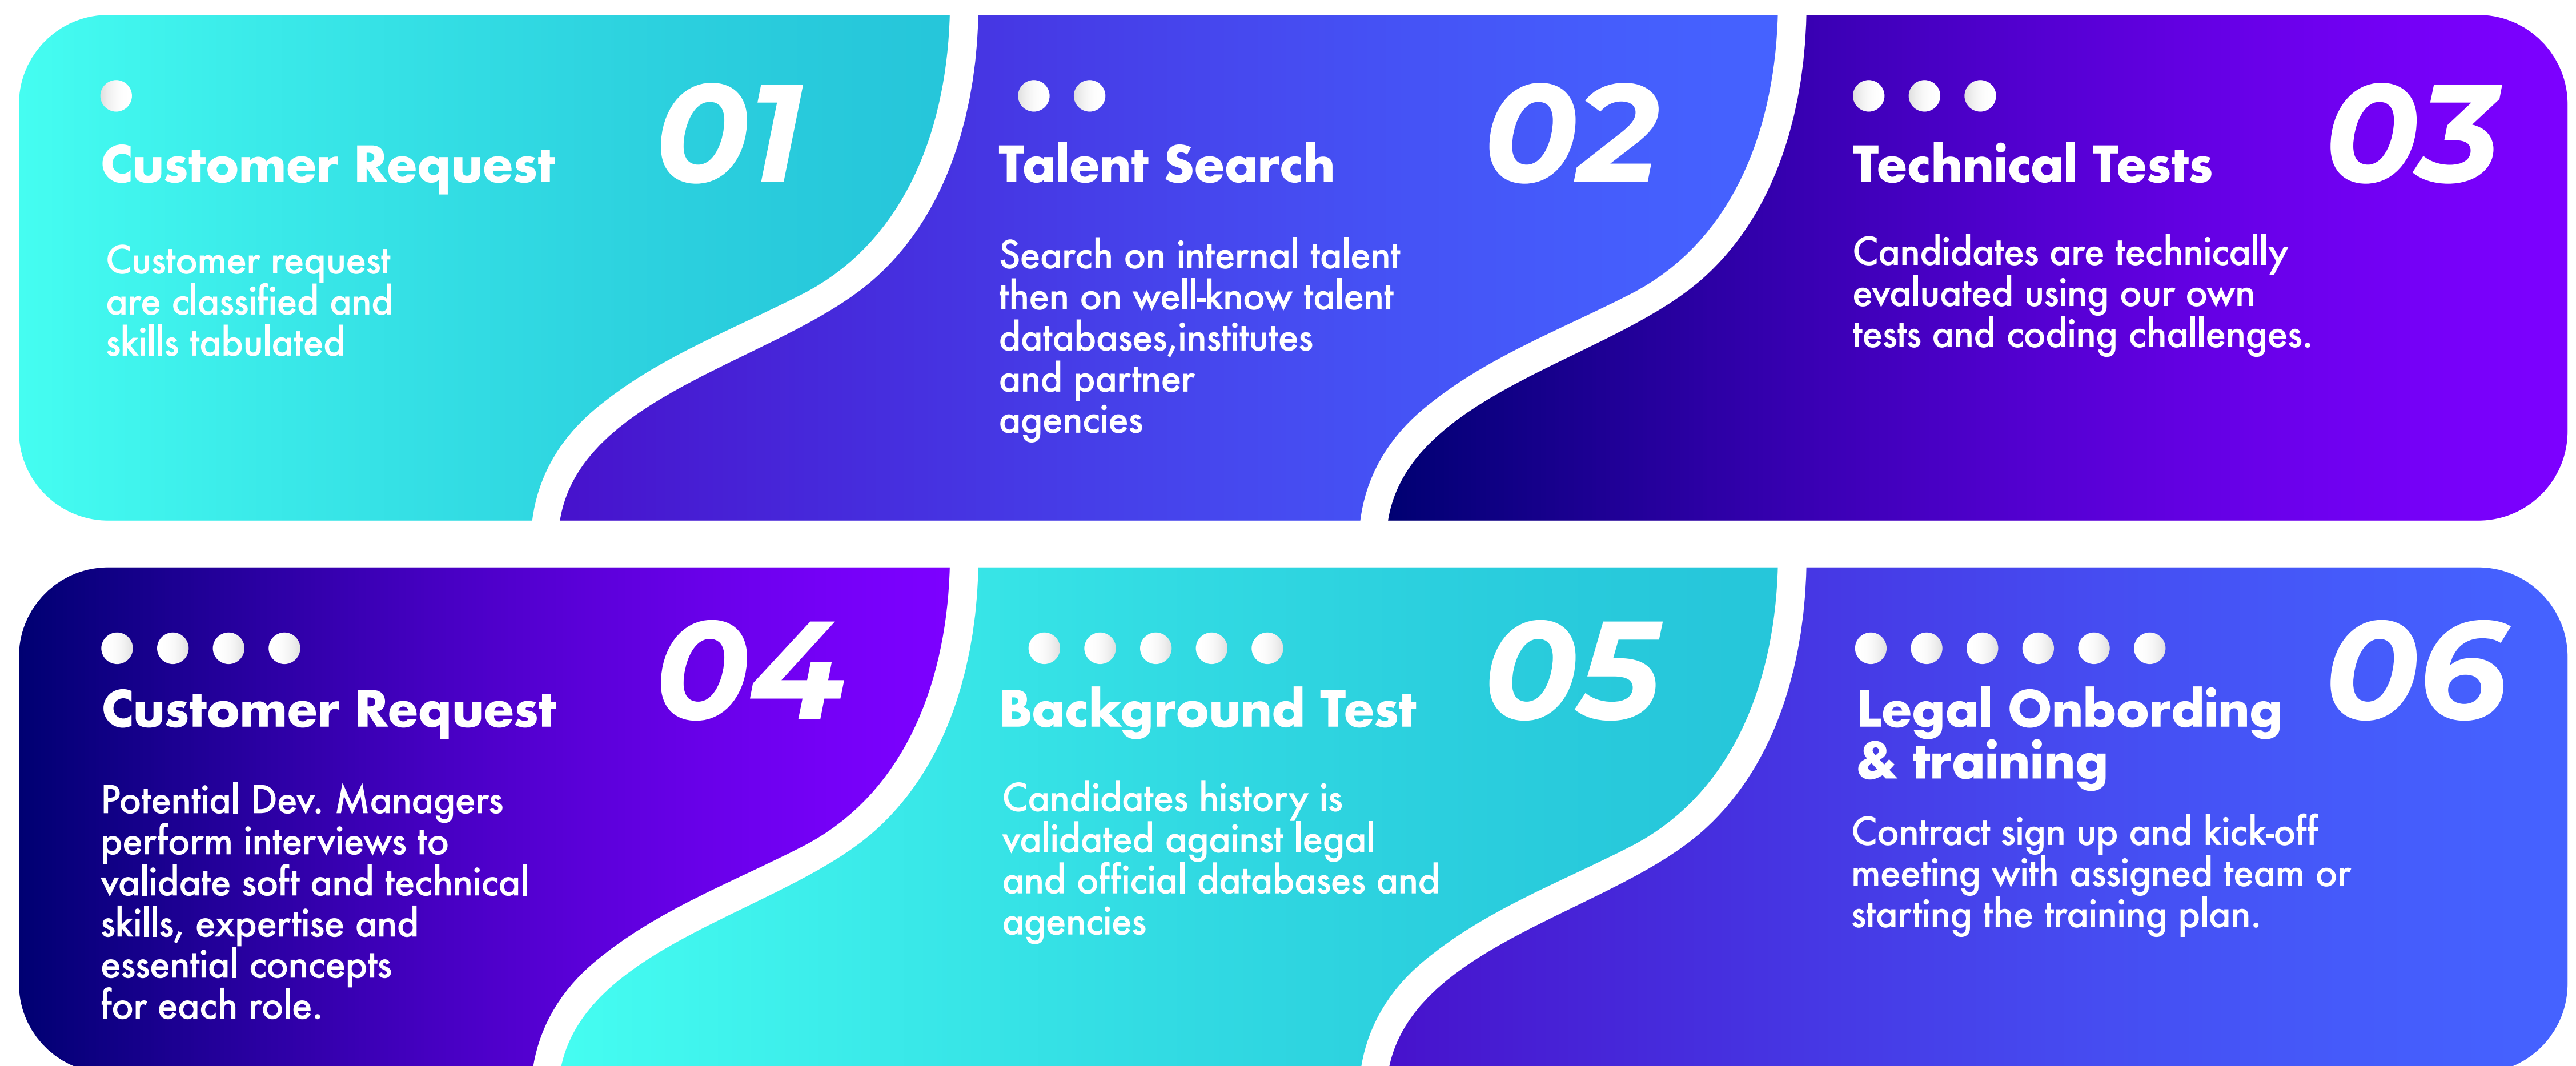 01
Customer Request
Customer request
are classified and
skills tabulated
02
Talent Search
Search on internal talent
then on well-know talent
databases,institutes
and partner
agencies
03
Technical Tests
Candidates are technically
evaluated using our own
tests and coding challenges.
04
Customer Request
Potential Dev. Managers
perform interviews to
validate soft and technical
skills, expertise and
essential concepts
for each role.
05
Background Test
Candidates history is
validated against legal
and official databases and
agencies
06
Legal Onbording
& training
Contract sign up and kick-off
meeting with assigned team or
starting the training plan.